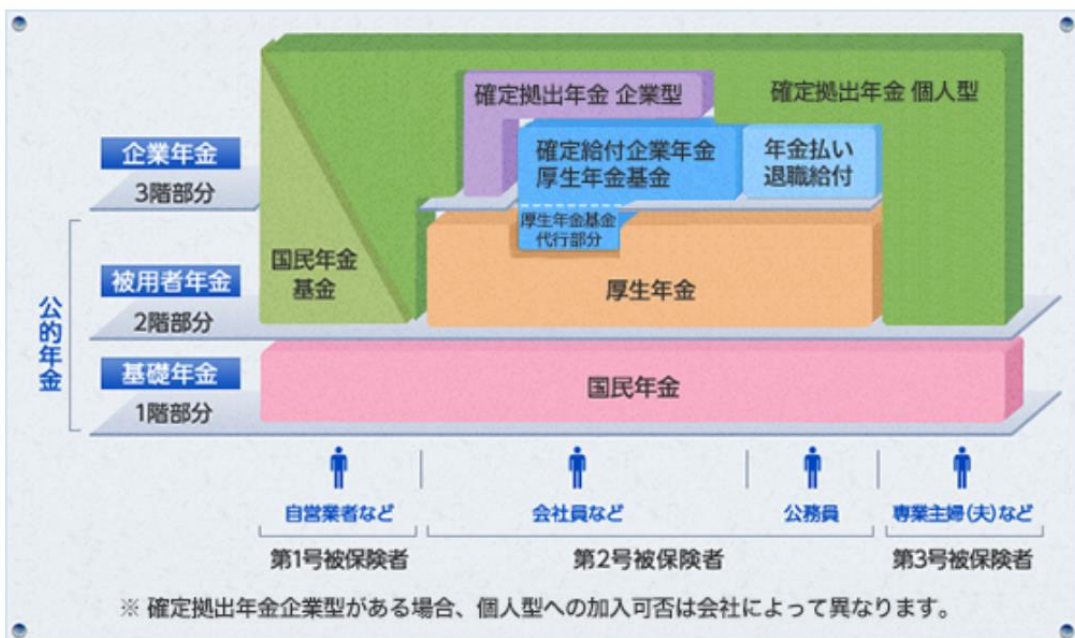 確定拠出年金 企業型
確定拠出年金 個人型
企業年金
3階部分
確定給付企業年金
厚生年金基金
年金払い
退職給付
厚生年金基金
代行部分
国民年金
基金
公的年金
被用者年金
2階部分
厚生年金
基礎年金
1階部分
国民年金
自営業者など
会社員など
公務員
専業主婦(夫)など
第1号被保険者
第2号被保険者
第3号被保険者
※ 確定拠出年金企業型がある場合、個人型への加入可否は会社によって異なります。